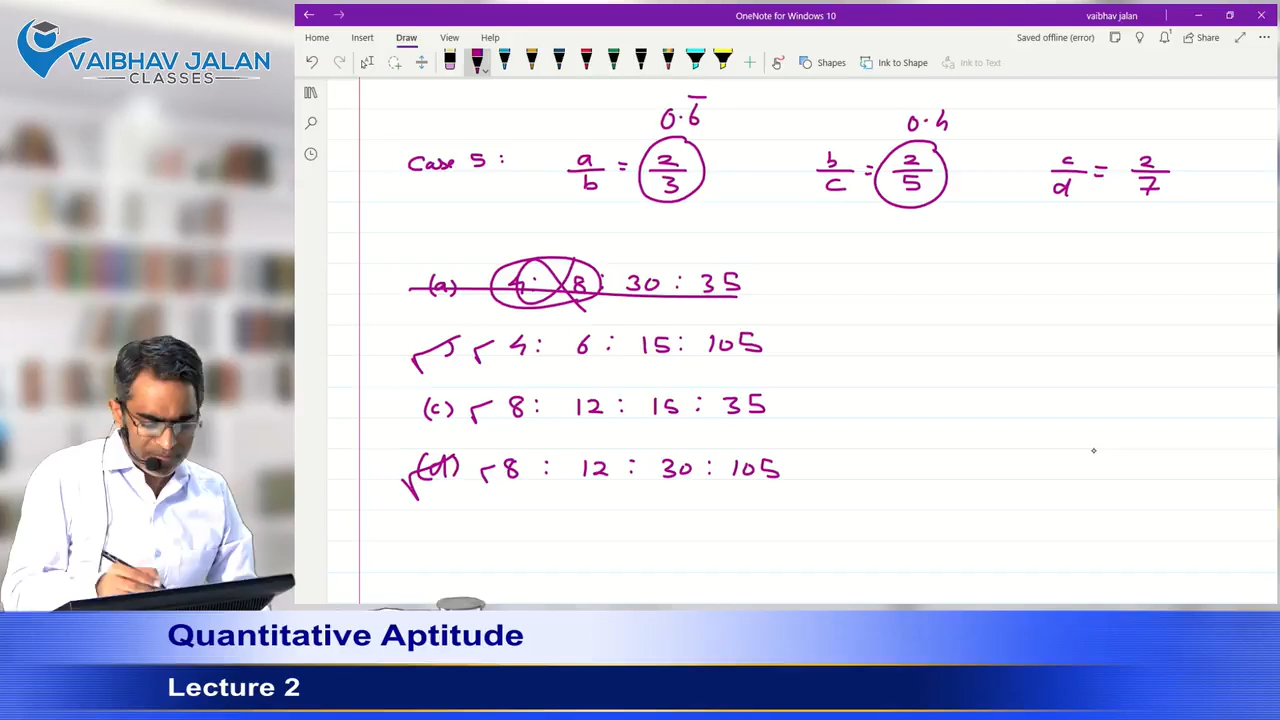 VAIBHAV JALAN
CLASSES
OneNote for Windows 10
vaibhav jalan
Home Insert Draw View Help
Saved offline (error)
Share
Shapes
Ink to Shape
Ink to Text
0.6̅ 0.4
Case 5 : a/b = 2/3 b/c = 2/5 c/d = 2/7
(a) 4 : 8 : 30 : 35
4 : 6 : 15 : 105
(c) 8 : 12 : 15 : 35
(d) 8 : 12 : 30 : 105
Quantitative Aptitude
Lecture 2